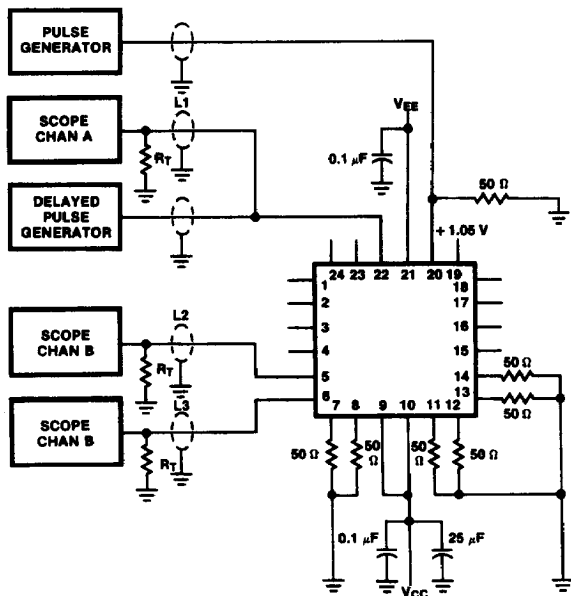 PULSE
GENERATOR
SCOPE
CHAN A
L1
RT
DELAYED
PULSE
GENERATOR
VEE
0.1 µF
50 Ω
+ 1.05 V
24 23 22 21 20 19
1
2
3
4
5
6
18
17
16
15
14
13
7 8 9 10 11 12
50 Ω
50 Ω
SCOPE
CHAN B
L2
RT
SCOPE
CHAN B
L3
RT
50 Ω
50
Ω
50
Ω
50 Ω
0.1 µF
25 µF
VCC